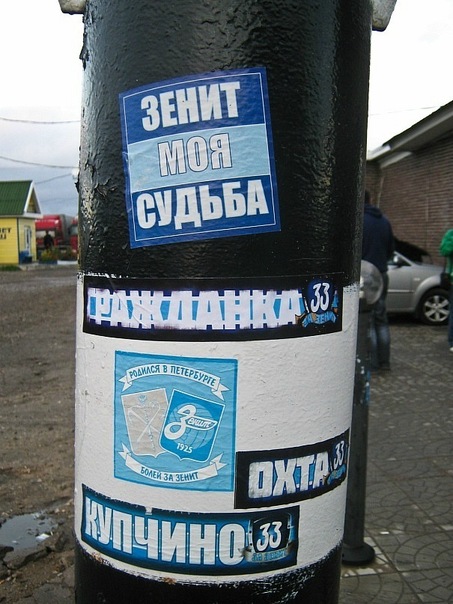 ЗЕНИТ
МОЯ
СУДЬБА
ГРАЖДАНКА 33
РОДИЛСЯ В ПЕТЕРБУРГЕ
Зенит
1925
БОЛЕЙ ЗА ЗЕНИТ
ОХТА 33
КУПЧИНО 33